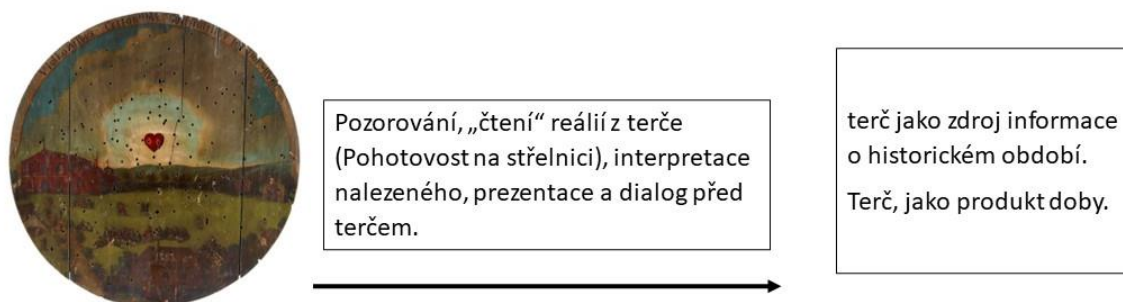 Pozorování, „čtení“ reálií z terče
(Pohotovost na střelnici), interpretace
nalezeného, prezentace a dialog před
terčem.
terč jako zdroj informace
o historickém období.
Terč, jako produkt doby.